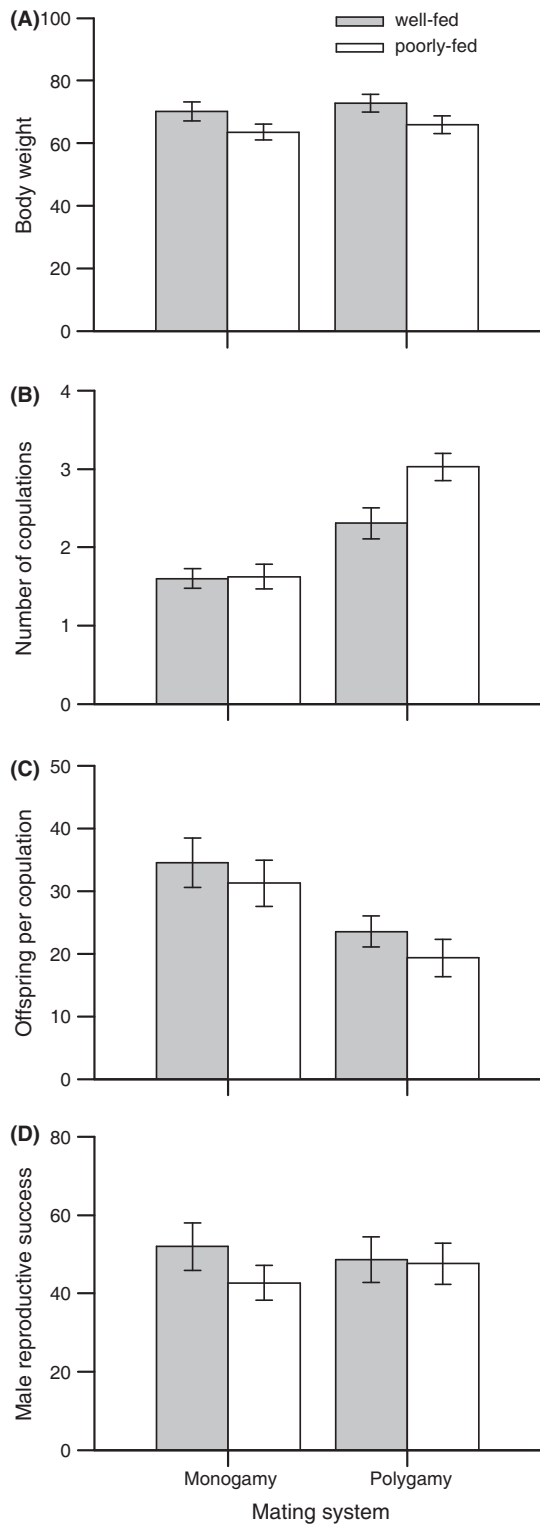 (A)
100
80
60
40
20
0
Body weight
well-fed
poorly-fed
(B)
4
3
2
1
0
Number of copulations
(C)
50
40
30
20
10
0
Offspring per copulation
(D)
80
60
40
20
0
Male reproductive success
Monogamy Polygamy
Mating system